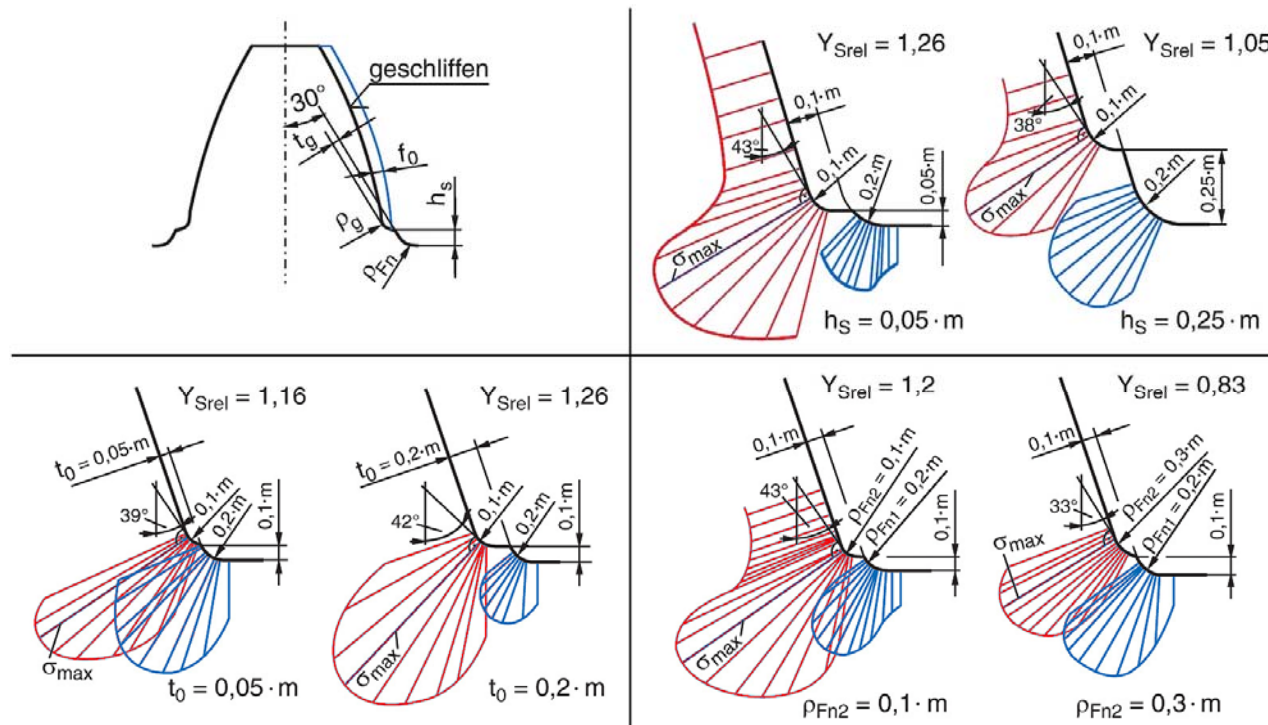 geschliffen
30°
t_g
f_0
h_s
ρ_g
ρ_Fn
Y_Srel = 1,26
0,1·m
43°
0,1·m
0,2·m
0,05·m
σ_max
h_S = 0,05 · m
Y_Srel = 1,05
0,1·m
38°
0,1·m
0,2·m
0,25·m
σ_max
h_S = 0,25 · m
Y_Srel = 1,16
t_0 = 0,05·m
39°
0,1·m
0,2·m
0,1·m
σ_max
t_0 = 0,05 · m
Y_Srel = 1,26
t_0 = 0,2·m
42°
0,1·m
0,2·m
0,1·m
σ_max
t_0 = 0,2 · m
Y_Srel = 1,2
0,1·m
43°
ρ_Fn2 = 0,1·m
ρ_Fn1 = 0,2·m
0,1·m
σ_max
ρ_Fn2 = 0,1 · m
Y_Srel = 0,83
0,1·m
33°
ρ_Fn2 = 0,3·m
ρ_Fn1 = 0,2·m
0,1·m
σ_max
ρ_Fn2 = 0,3 · m